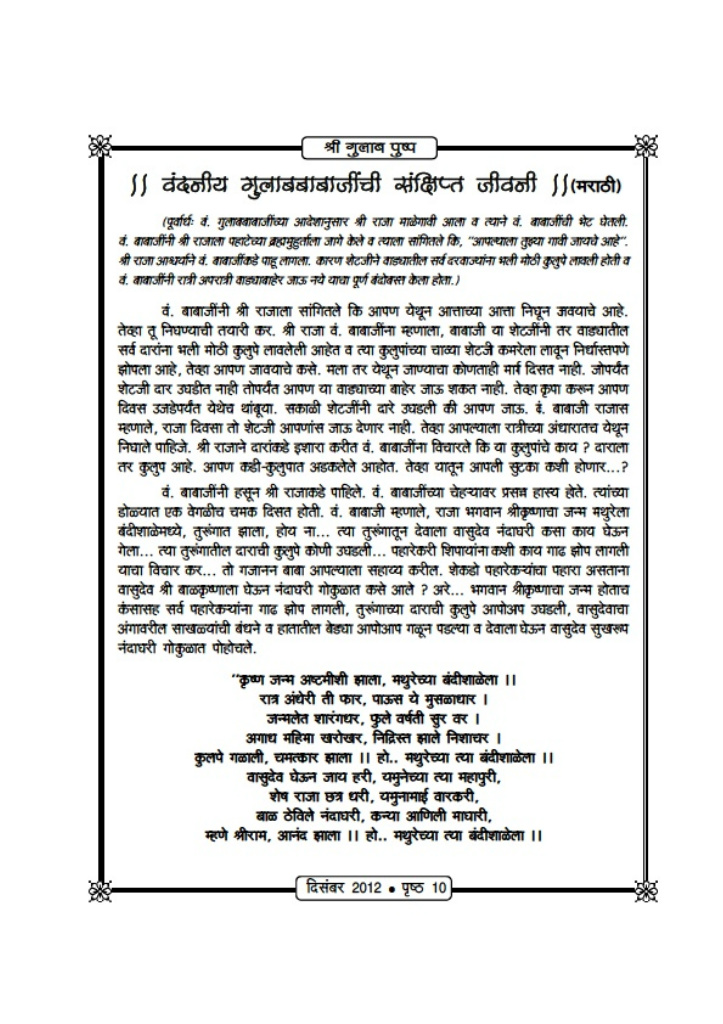 श्री गुलाब पुष्प
।। वंदनीय गुलाबबाबाजींची संक्षिप्त जीवनी ।।(मराठी)
(पूर्वार्धः वं. गुलाबबाबाजींच्या आदेशानुसार श्री राजा माळेगावी आला व त्याने वं. बाबाजींची भेट घेतली.
वं. बाबाजींनी श्री राजाला पहाटेच्या ब्रह्ममुहुर्ताला जागे केले व त्याला सांगितले कि, “आपल्याला तुझ्या गावी जायचे आहे”.
श्री राजा आश्चर्याने वं. बाबाजींकडे पाहू लागला. कारण शेटजीने वाड्यातील सर्व दरवाज्यांना भली मोठी कुलुपे लावली होती व
वं. बाबाजींनी रात्री अपरात्री वाड्याबाहेर जाऊ नये याचा पूर्ण बंदोबस्त केला होता.)
वं. बाबाजींनी श्री राजाला सांगितले कि आपण येथून आत्ताच्या आत्ता निघून जावयाचे आहे.
तेव्हा तू निघण्याची तयारी कर. श्री राजा वं. बाबाजींना म्हणाला, बाबाजी या शेटजींनी तर वाड्यातील
सर्व दारांना भली मोठी कुलुपे लावलेली आहेत व त्या कुलुपांच्या चाव्या शेटजी कमरेला लावून निर्धास्तपणे
झोपला आहे, तेव्हा आपण जावयाचे कसे. मला तर येथून जाण्याचा कोणताही मार्ग दिसत नाही. जोपर्यंत
शेटजी दार उघडीत नाही तोपर्यंत आपण या वाड्याच्या बाहेर जाऊ शकत नाही. तेव्हा कृपा करून आपण
दिवस उजडेपर्यंत येथेच थांबूया. सकाळी शेटजींनी दारे उघडली की आपण जाऊ. वं. बाबाजी राजास
म्हणाले, राजा दिवसा तो शेटजी आपणांस जाऊ देणार नाही. तेव्हा आपल्याला रात्रीच्या अंधारातच येथून
निघाले पाहिजे. श्री राजाने दारांकडे इशारा करीत वं. बाबाजींना विचारले कि या कुलुपांचे काय ? दाराला
तर कुलुप आहे. आपण कडी-कुलुपात अडकलेले आहोत. तेव्हा यातून आपली सुटका कशी होणार...?
वं. बाबाजींनी हसून श्री राजाकडे पाहिले. वं. बाबाजींच्या चेहऱ्यावर प्रसन्न हास्य होते. त्यांच्या
डोळ्यात एक वेगळीच चमक दिसत होती. वं. बाबाजी म्हणाले, राजा भगवान श्रीकृष्णाचा जन्म मथुरेला
बंदीशाळेमध्ये, तुरूंगात झाला, होय ना... त्या तुरूंगातून देवाला वासुदेव नंदाघरी कसा काय घेऊन
गेला... त्या तुरूंगातील दाराची कुलुपे कोणी उघडली... पहारेकरी शिपायांना कशी काय गाढ झोप लागली
याचा विचार कर... तो गजानन बाबा आपल्याला सहाय्य करील. शेकडो पहारेकऱ्यांचा पहारा असताना
वासुदेव श्री बाळकृष्णाला घेऊन नंदाघरी गोकुळात कसे आले ? अरे... भगवान श्रीकृष्णाचा जन्म होताच
कंसासह सर्व पहारेकऱ्यांना गाढ झोप लागली, तुरूंगाच्या दाराची कुलुपे आपोआप उघडली, वासुदेवाचा
अंगावरील साखळ्यांची बंधने व हातातील बेड्या आपोआप गळून पडल्या व देवाला घेऊन वासुदेव सुखरूप
नंदाघरी गोकुळात पोहोचले.
“कृष्ण जन्म अष्टमीशी झाला, मथुरेच्या बंदीशाळेला ।।
रात्र अंधेरी ती फार, पाऊस ये मुसळाधार ।
जन्मलेत शारंगधर, फुले वर्षती सुर वर ।
अगाध महिमा खरोखर, निद्रिस्त झाले निशाचर ।
कुलपे गळाली, चमत्कार झाला ।। हो.. मथुरेच्या त्या बंदीशाळेला ।।
वासुदेव घेऊन जाय हरी, यमुनेच्या त्या महापुरी,
शेष राजा छत्र धरी, यमुनामाई वारकरी,
बाळ ठेविले नंदाघरी, कन्या आणिली माघारी,
म्हणे श्रीराम, आनंद झाला ।। हो.. मथुरेच्या त्या बंदीशाळेला ।।
दिसंबर 2012 • पृष्ठ 10